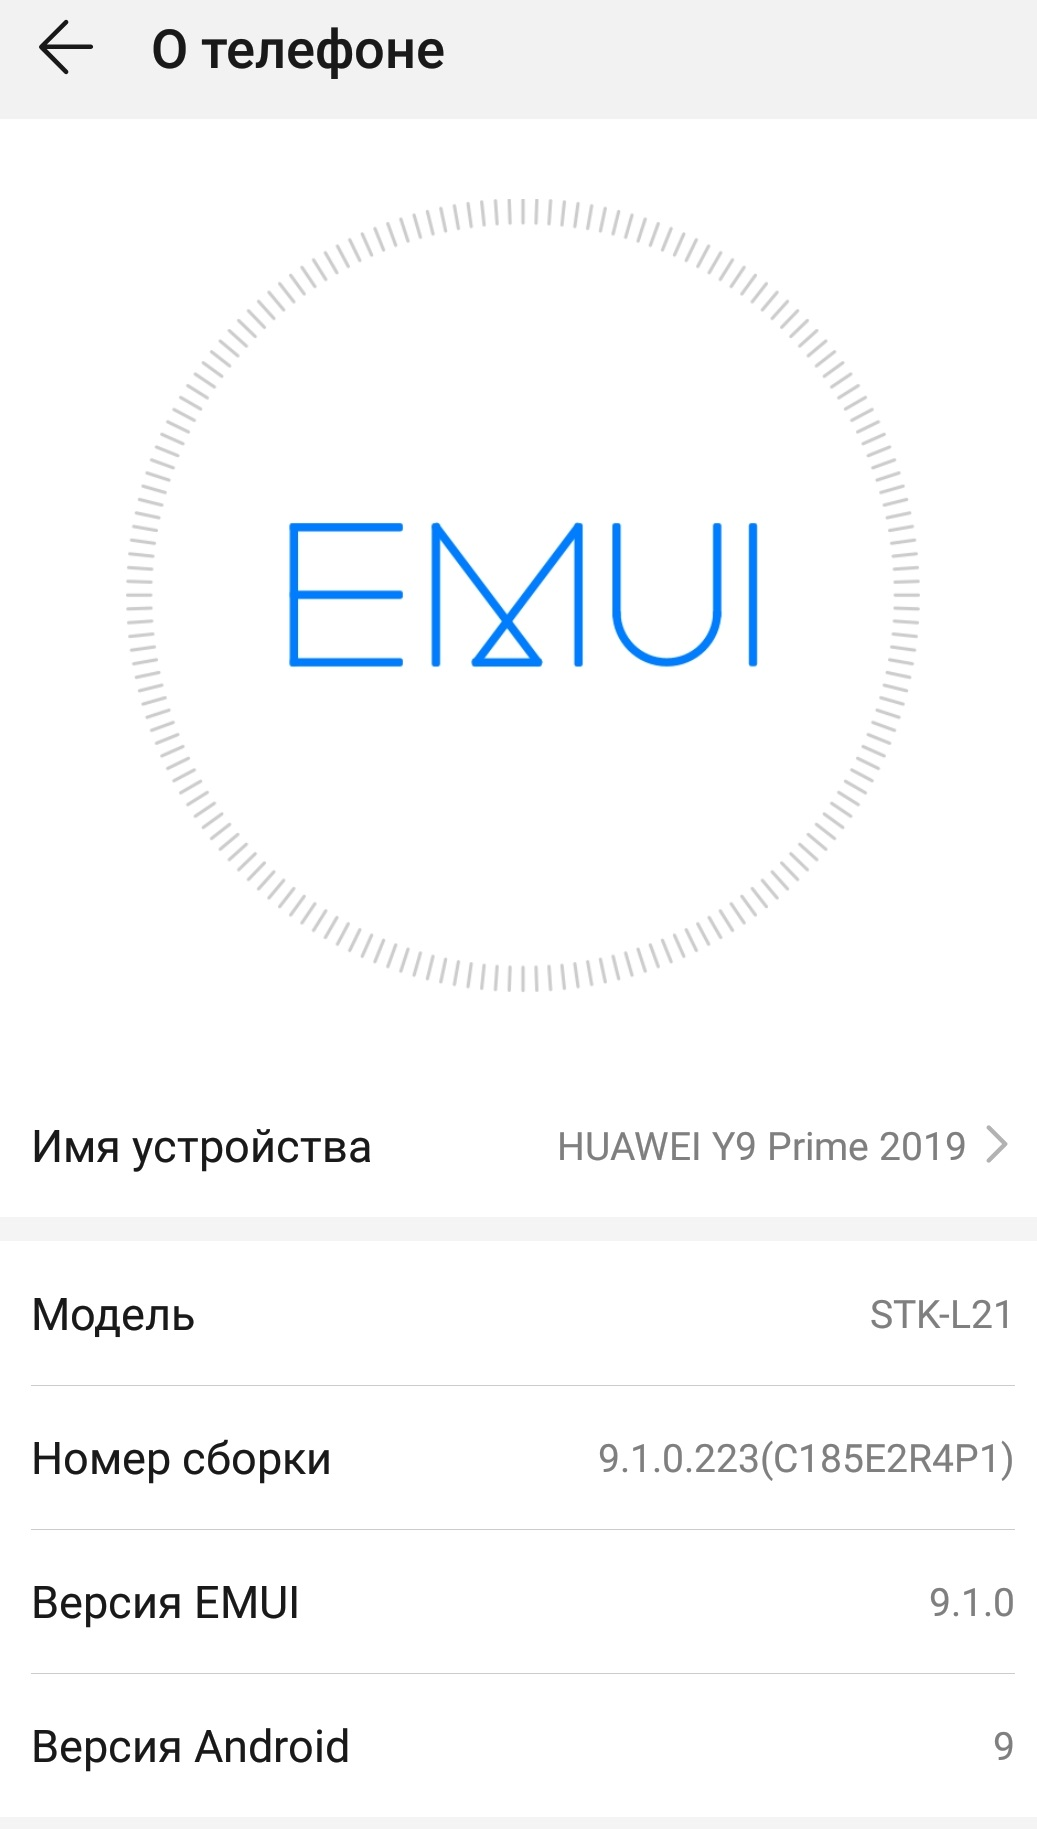 О телефоне
EMUI
Имя устройства HUAWEI Y9 Prime 2019
Модель STK-L21
Номер сборки 9.1.0.223(C185E2R4P1)
Версия EMUI 9.1.0
Версия Android 9